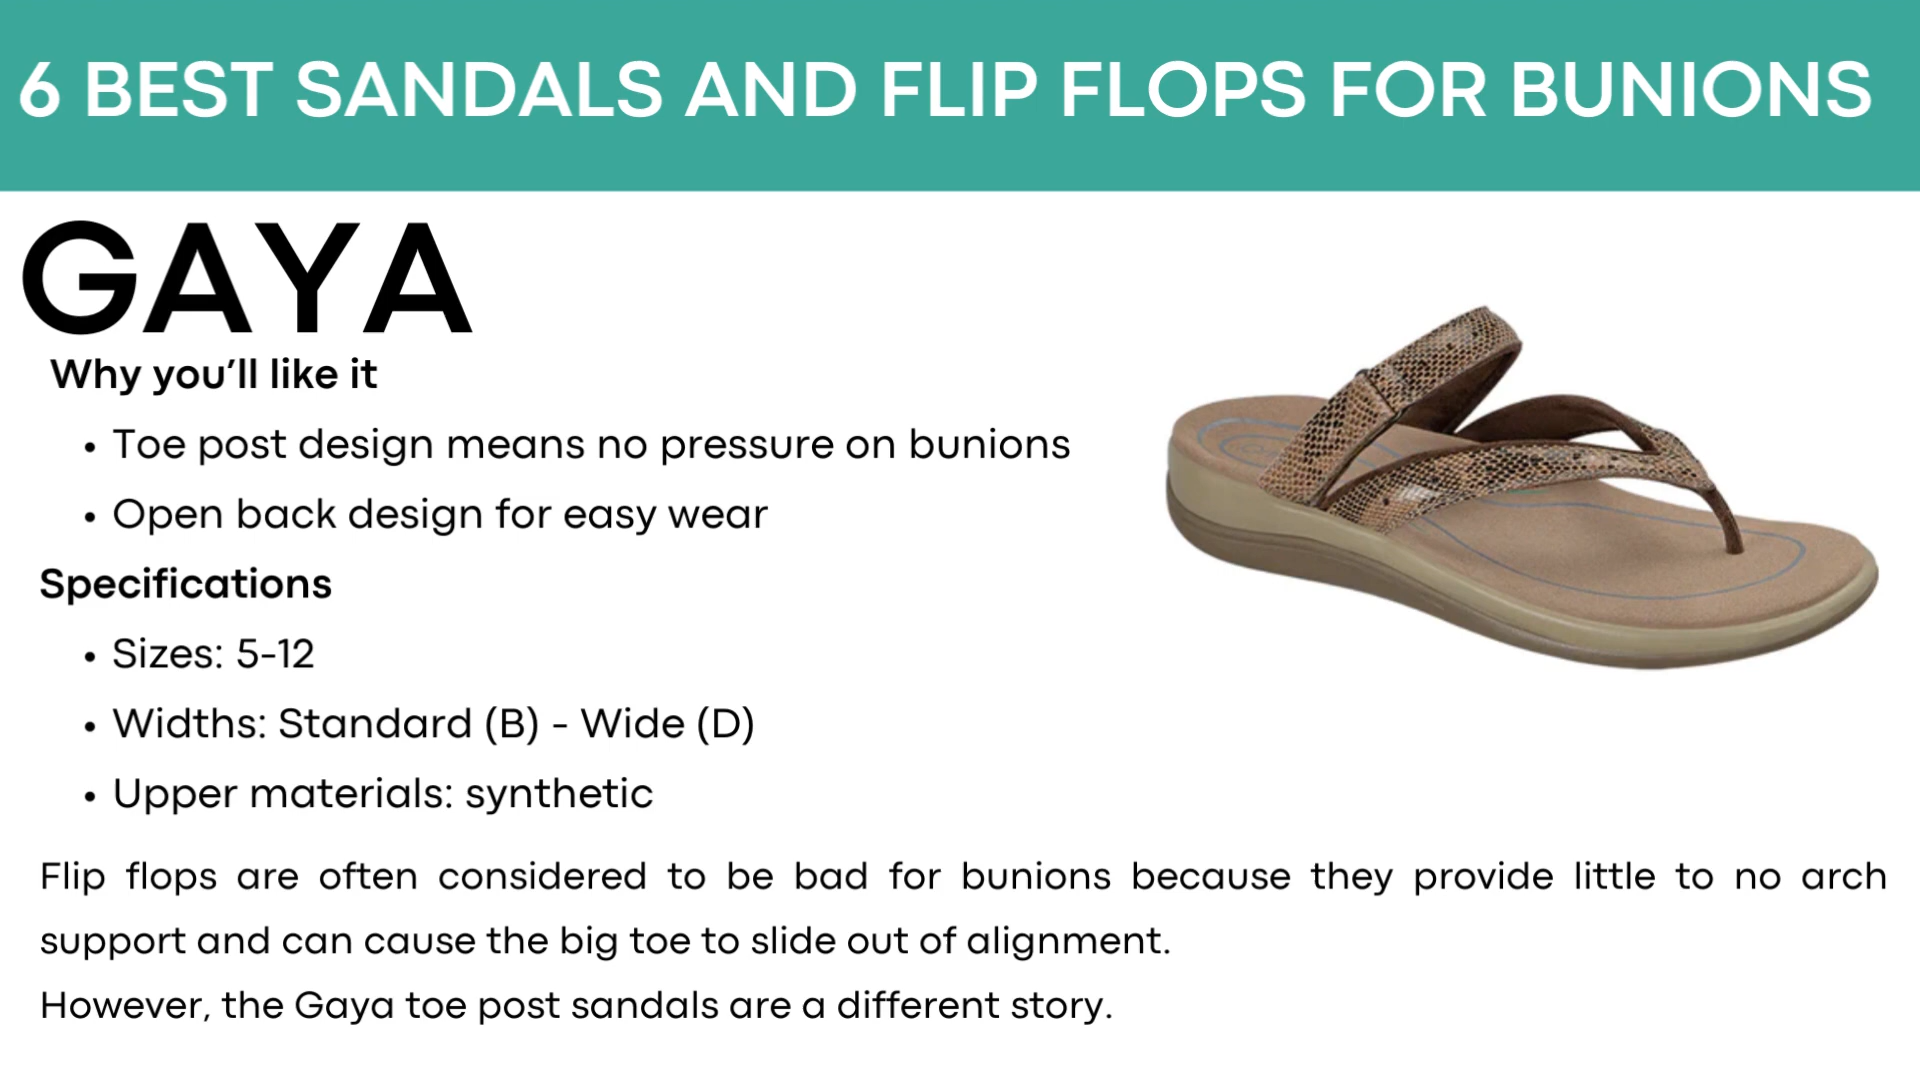 6 BEST SANDALS AND FLIP FLOPS FOR BUNIONS
GAYA
Why you’ll like it
• Toe post design means no pressure on bunions
• Open back design for easy wear
Specifications
• Sizes: 5-12
• Widths: Standard (B) - Wide (D)
• Upper materials: synthetic
Flip flops are often considered to be bad for bunions because they provide little to no arch
support and can cause the big toe to slide out of alignment.
However, the Gaya toe post sandals are a different story.